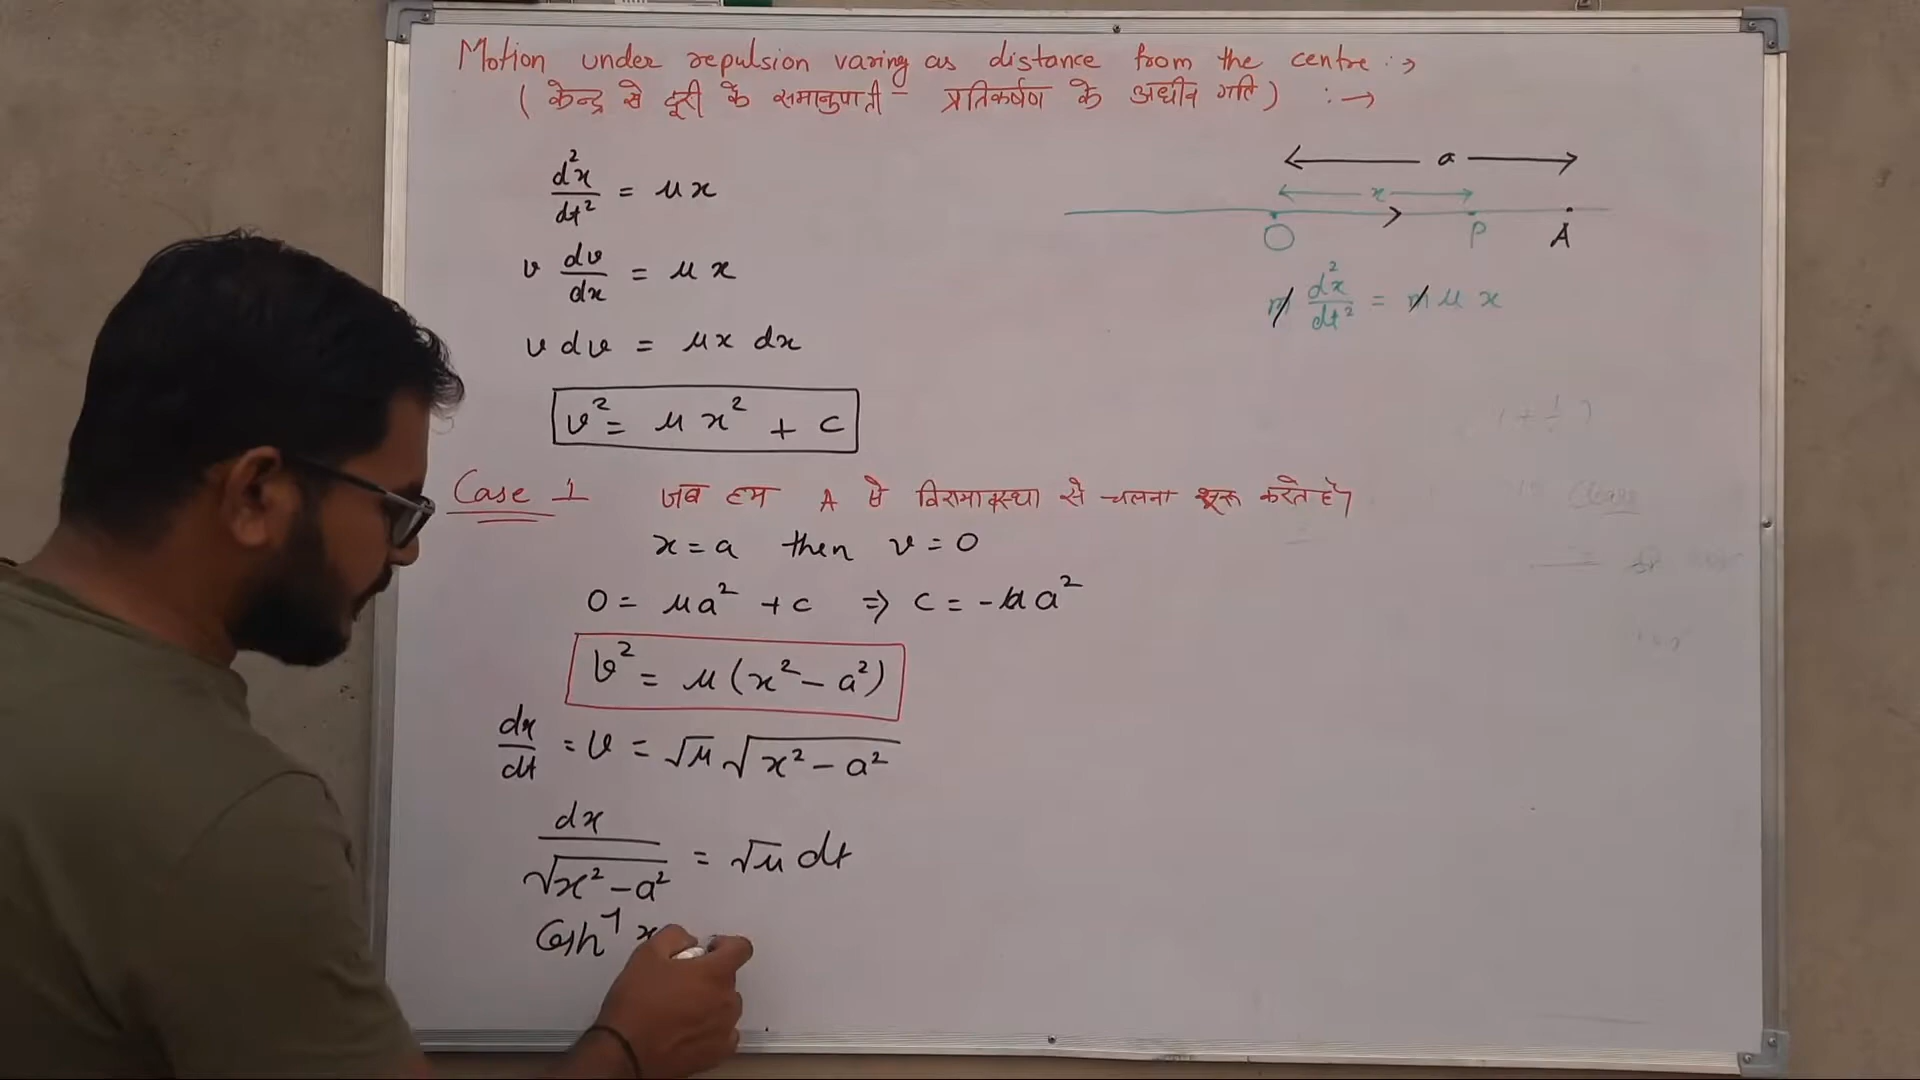 Motion under repulsion varing as distance from the centre :→
( केन्द्र से दूरी के समानुपाती - प्रतिकर्षण के अधीन गति ) :→
d²x/dt² = μx
v dv/dx = μx
v dv = μx dx
v² = μx² + c
a
x
O P A
m d²x/dt² = mμx
Case 1 जब हम A से विरामावस्था से चलना शुरू करते है।
x = a then v = 0
0 = μa² + c ⇒ c = -μa²
v² = μ(x² - a²)
dx/dt = v = √μ √x² - a²
dx/√x² - a² = √μ dt
Cosh⁻¹ x